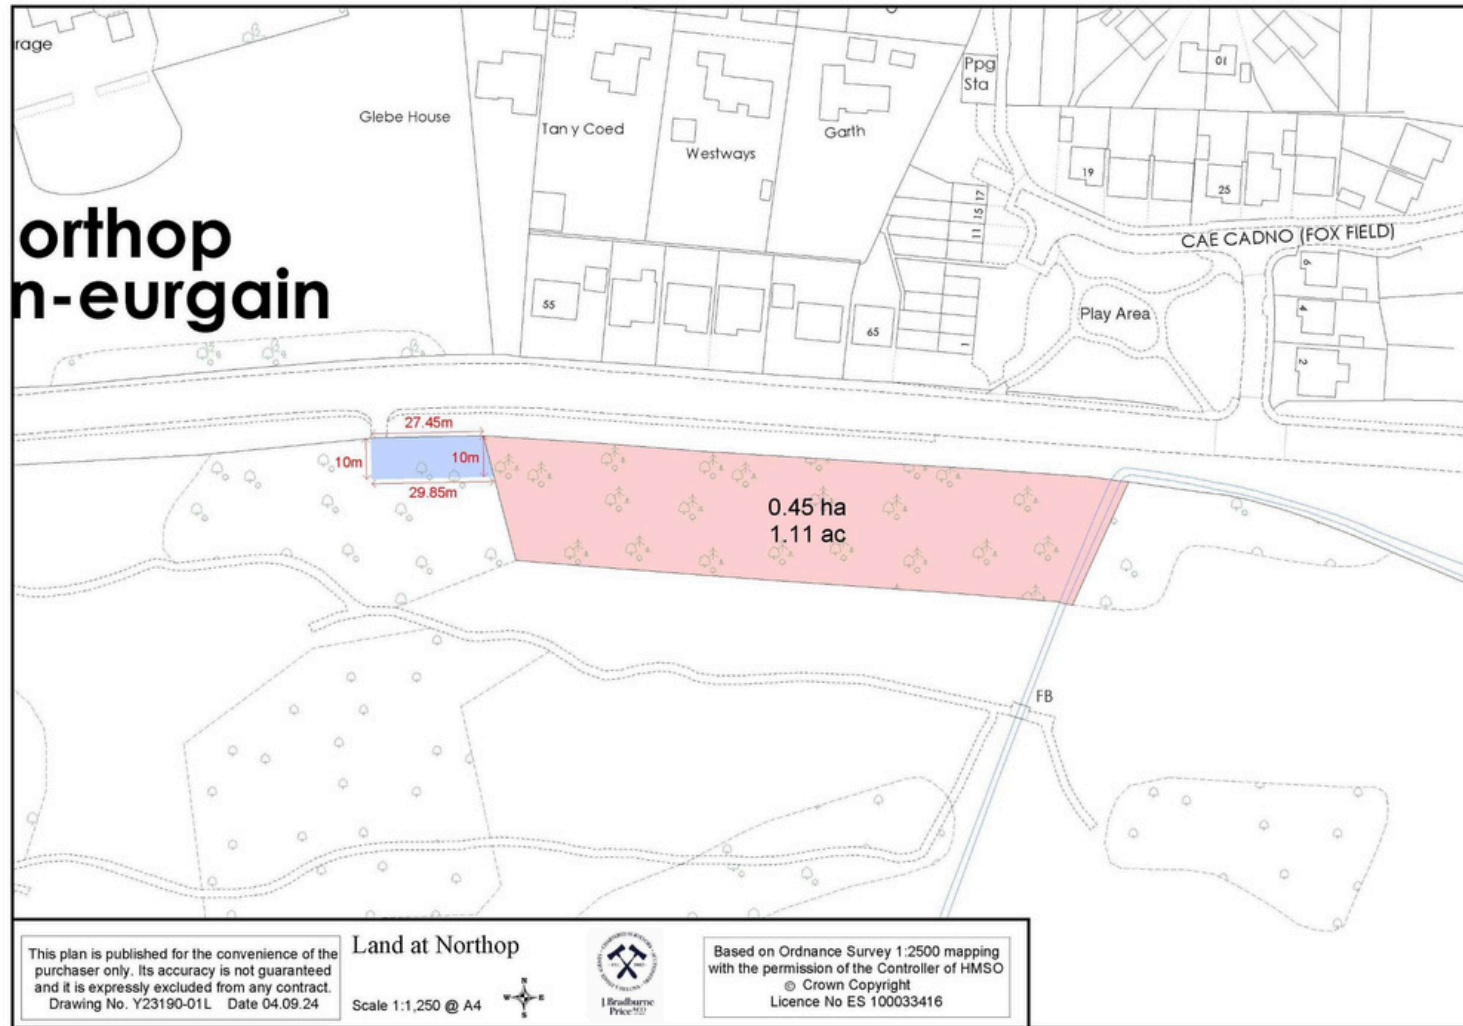 rage
Glebe House
Tan y Coed
Westways
Garth
Ppg
Sta
10
19
25
17
15
11
CAE CADNO (FOX FIELD)
orthop
n-eurgain
6
4
2
Play Area
55
65
1
27.45m
10m
10m
29.85m
0.45 ha
1.11 ac
FB
This plan is published for the convenience of the
purchaser only. Its accuracy is not guaranteed
and it is expressly excluded from any contract.
Drawing No. Y23190-01L Date 04.09.24
Land at Northop
Scale 1:1,250 @ A4
N
W
E
S
J Bradburne
Price
Based on Ordnance Survey 1:2500 mapping
with the permission of the Controller of HMSO
© Crown Copyright
Licence No ES 100033416